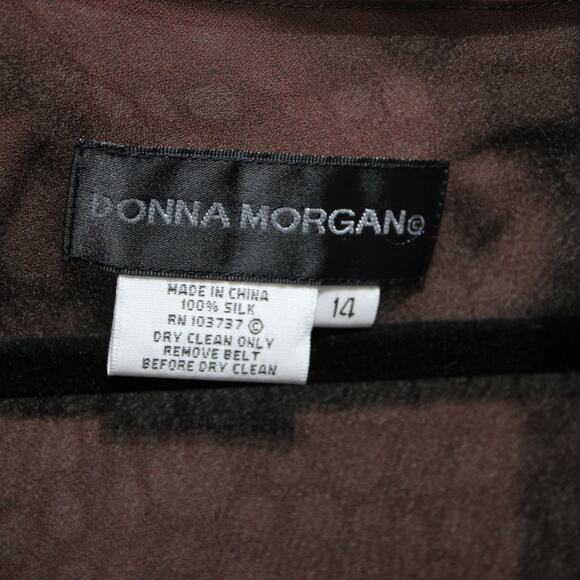 DONNA MORGAN©
MADE IN CHINA
100% SILK
RN 103737 ©
DRY CLEAN ONLY
REMOVE BELT
BEFORE DRY CLEAN
14